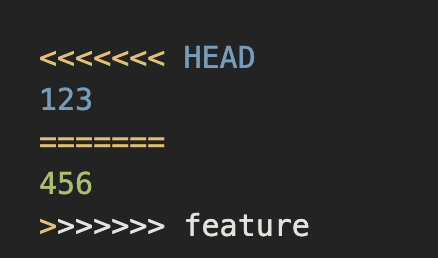 <<<<<<< HEAD
123
=======
456
>>>>>>> feature